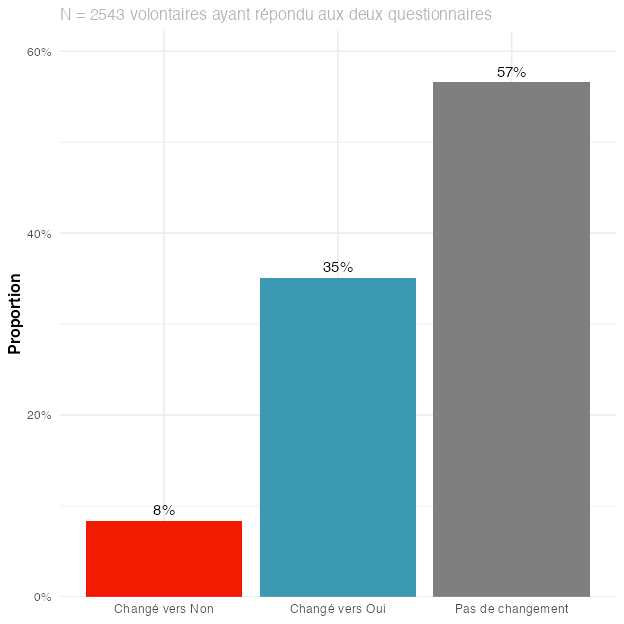 N = 2543 volontaires ayant répondu aux deux questionnaires
60%
57%
40%
35%
Proportion
20%
8%
0%
Changé vers Non
Changé vers Oui
Pas de changement